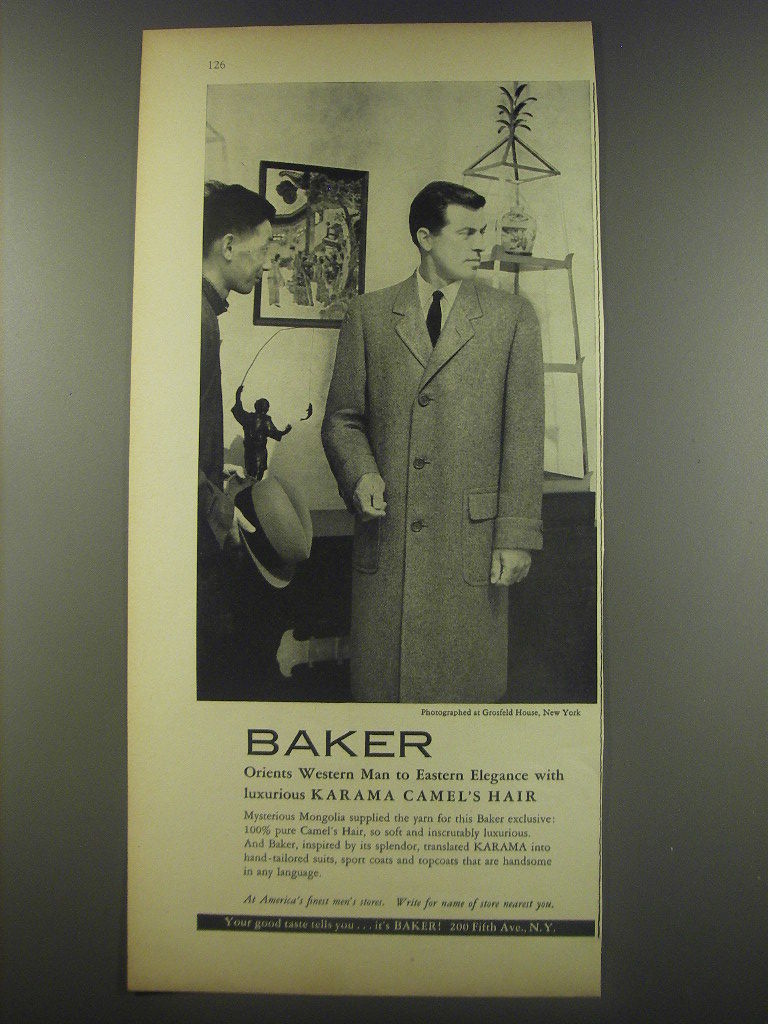 126
Photographed at Grosfeld House, New York
BAKER
Orients Western Man to Eastern Elegance with
luxurious KARAMA CAMEL'S HAIR
Mysterious Mongolia supplied the yarn for this Baker exclusive:
100% pure Camel's Hair, so soft and inscrutably luxurious.
And Baker, inspired by its splendor, translated KARAMA into
hand-tailored suits, sport coats and topcoats that are handsome
in any language.
At America's finest men's stores. Write for name of store nearest you.
Your good taste tells you . . . it's BAKER! 200 Fifth Ave., N.Y.